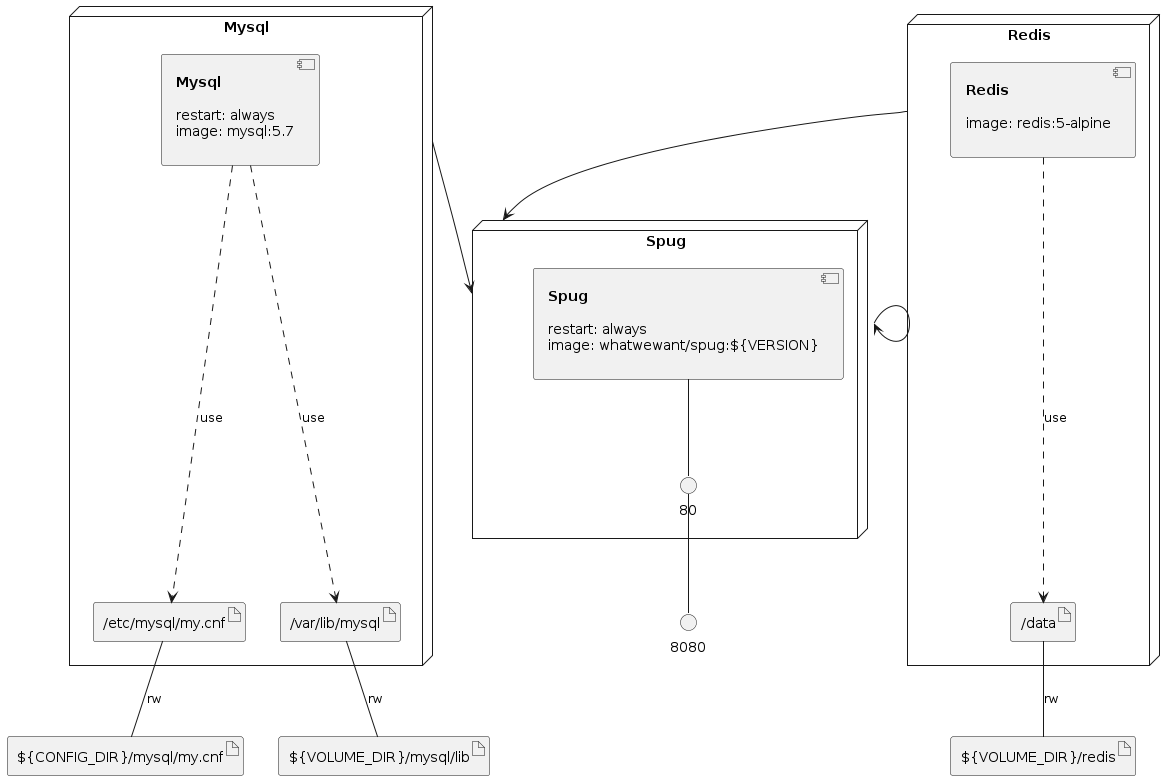 Mysql
Mysql
restart: always
image: mysql:5.7
use
use
/etc/mysql/my.cnf
/var/lib/mysql
rw
rw
${CONFIG_DIR}/mysql/my.cnf
${VOLUME_DIR}/mysql/lib
Spug
Spug
restart: always
image: whatwewant/spug:${VERSION}
80
8080
Redis
Redis
image: redis:5-alpine
use
/data
rw
${VOLUME_DIR}/redis